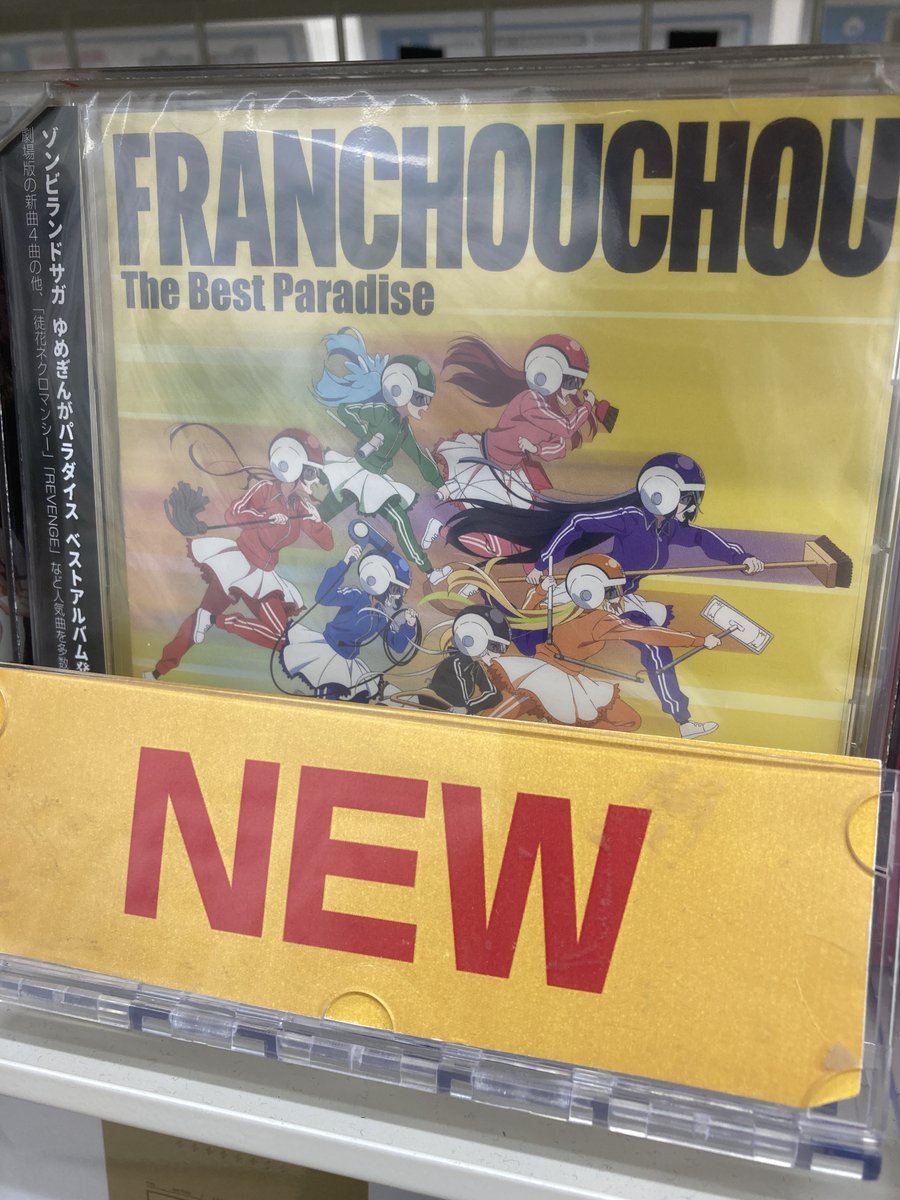 FRANCHOUCHOU
The Best Paradise
ゾンビランドサガ ゆめぎんがパラダイス ベストアルバム発
劇場版の新曲4曲の他、「徒花ネクロマンシー」「REVENGE」など人気曲を多数
NEW